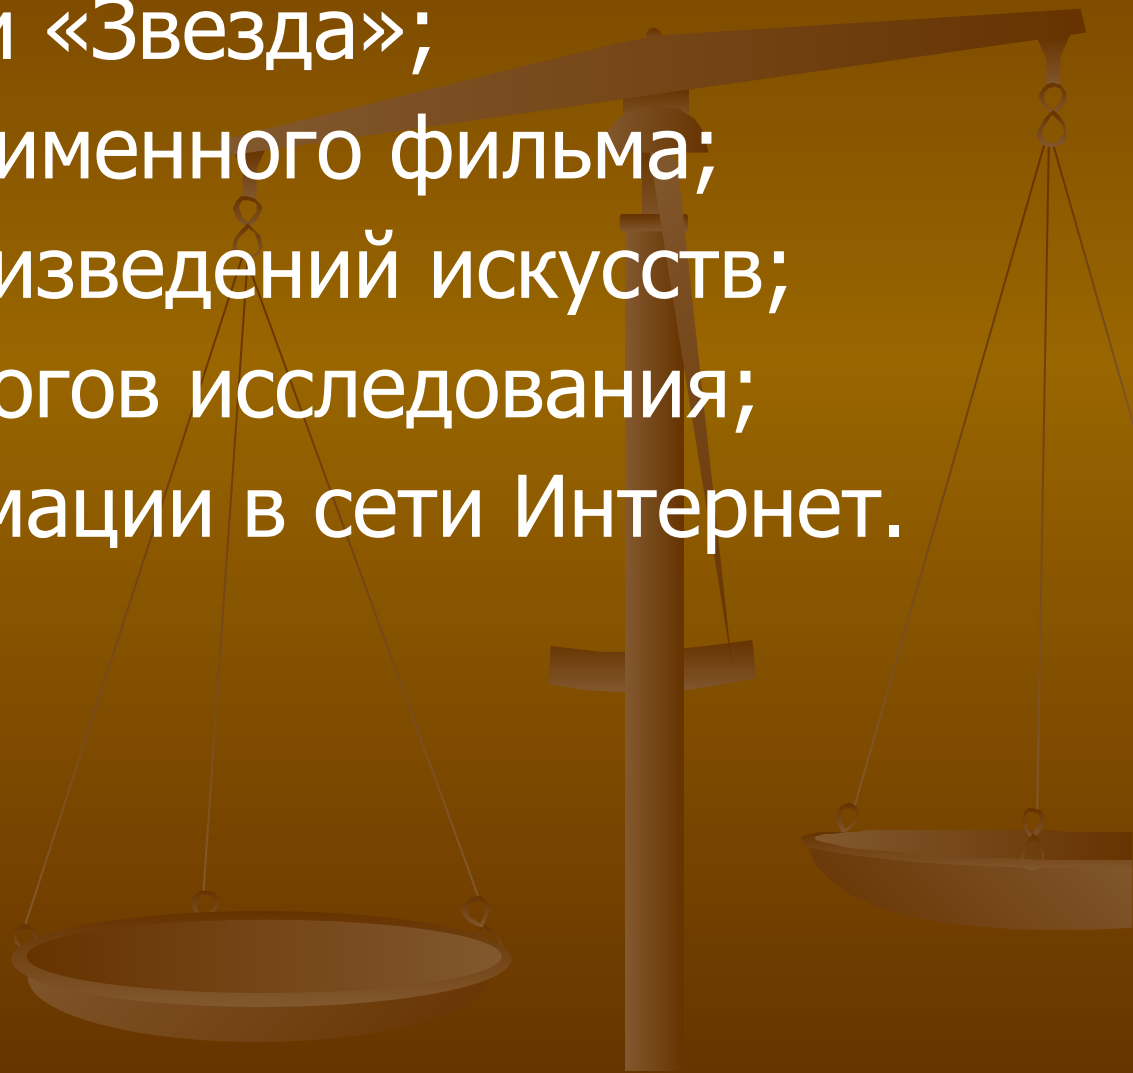 и «Звезда»;
именного фильма;
изведений искусств;
огов исследования;
мации в сети Интернет.